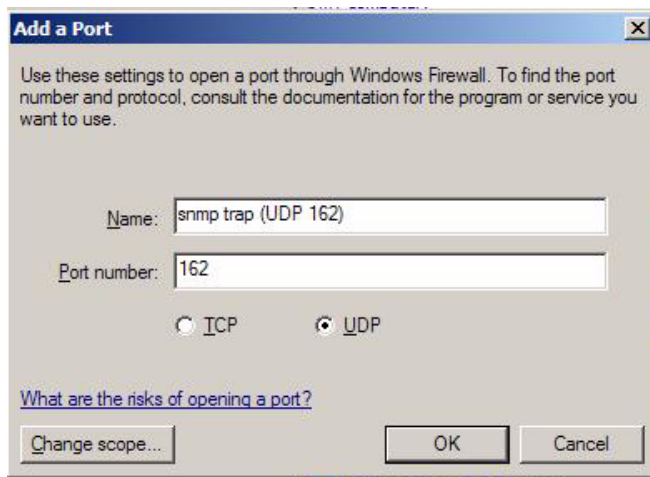 Add a Port
Use these settings to open a port through Windows Firewall. To find the port
number and protocol, consult the documentation for the program or service you
want to use.
Name: snmp trap (UDP 162)
Port number: 162
TCP UDP
What are the risks of opening a port?
Change scope... OK Cancel